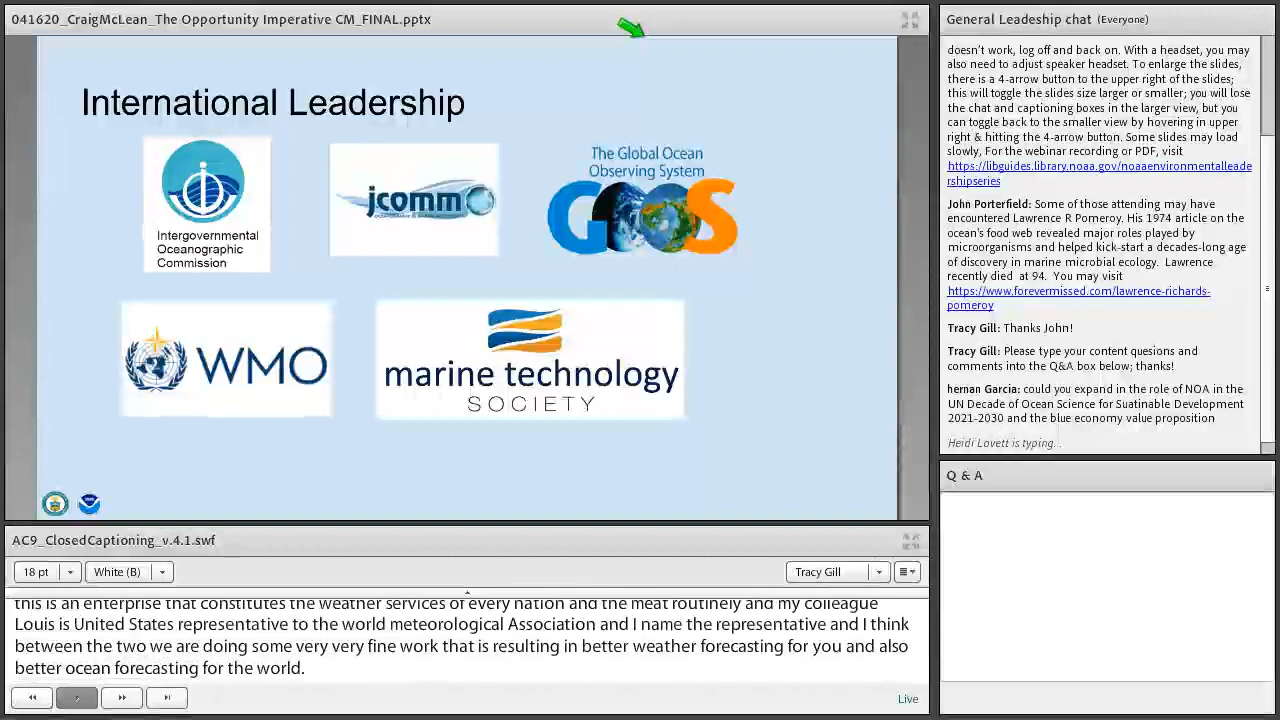 041620_CraigMcLean_The Opportunity Imperative CM_FINAL.pptx
International Leadership
Intergovernmental
Oceanographic
Commission
jcomm
The Global Ocean
Observing System
GOOS
WMO
marine technology
SOCIETY
AC9_ClosedCaptioning_v.4.1.swf
18 pt
White (B)
Tracy Gill
this is an enterprise that constitutes the weather services of every nation and the meat routinely and my colleague
Louis is United States representative to the world meteorological Association and I name the representative and I think
between the two we are doing some very very fine work that is resulting in better weather forecasting for you and also
better ocean forecasting for the world.
Live
General Leadership chat (Everyone)
doesn't work, log off and back on. With a headset, you may
also need to adjust speaker headset. To enlarge the slides,
there is a 4-arrow button to the upper right of the slides;
this will toggle the slides size larger or smaller; you will lose
the chat and captioning boxes in the larger view, but you
can toggle back to the smaller view by hovering in upper
right & hitting the 4-arrow button. Some slides may load
slowly, For the webinar recording or PDF, visit
https://libguides.library.noaa.gov/noaaenvironmentalleade
rshipseries
John Porterfield: Some of those attending may have
encountered Lawrence R Pomeroy. His 1974 article on the
ocean's food web revealed major roles played by
microorganisms and helped kick-start a decades-long age
of discovery in marine microbial ecology. Lawrence
recently died at 94. You may visit
https://www.forevermissed.com/lawrence-richards-
pomeroy
Tracy Gill: Thanks John!
Tracy Gill: Please type your content quesions and
comments into the Q&A box below; thanks!
hernan Garcia: could you expand in the role of NOA in the
UN Decade of Ocean Science for Suatinable Development
2021-2030 and the blue economy value proposition
Heidi Lovett is typing...
Q & A